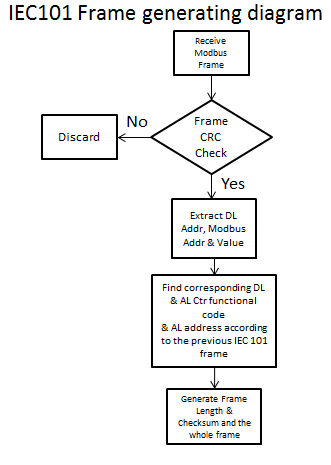 IEC101 Frame generating diagram
Receive
Modbus
Frame
Frame
CRC
Check
No
Discard
Yes
Extract DL
Addr, Modbus
Addr & Value
Find corresponding DL
& AL Ctr functional
code
& AL address according
to the previous IEC 101
frame
Generate Frame
Length &
Checksum and the
whole frame